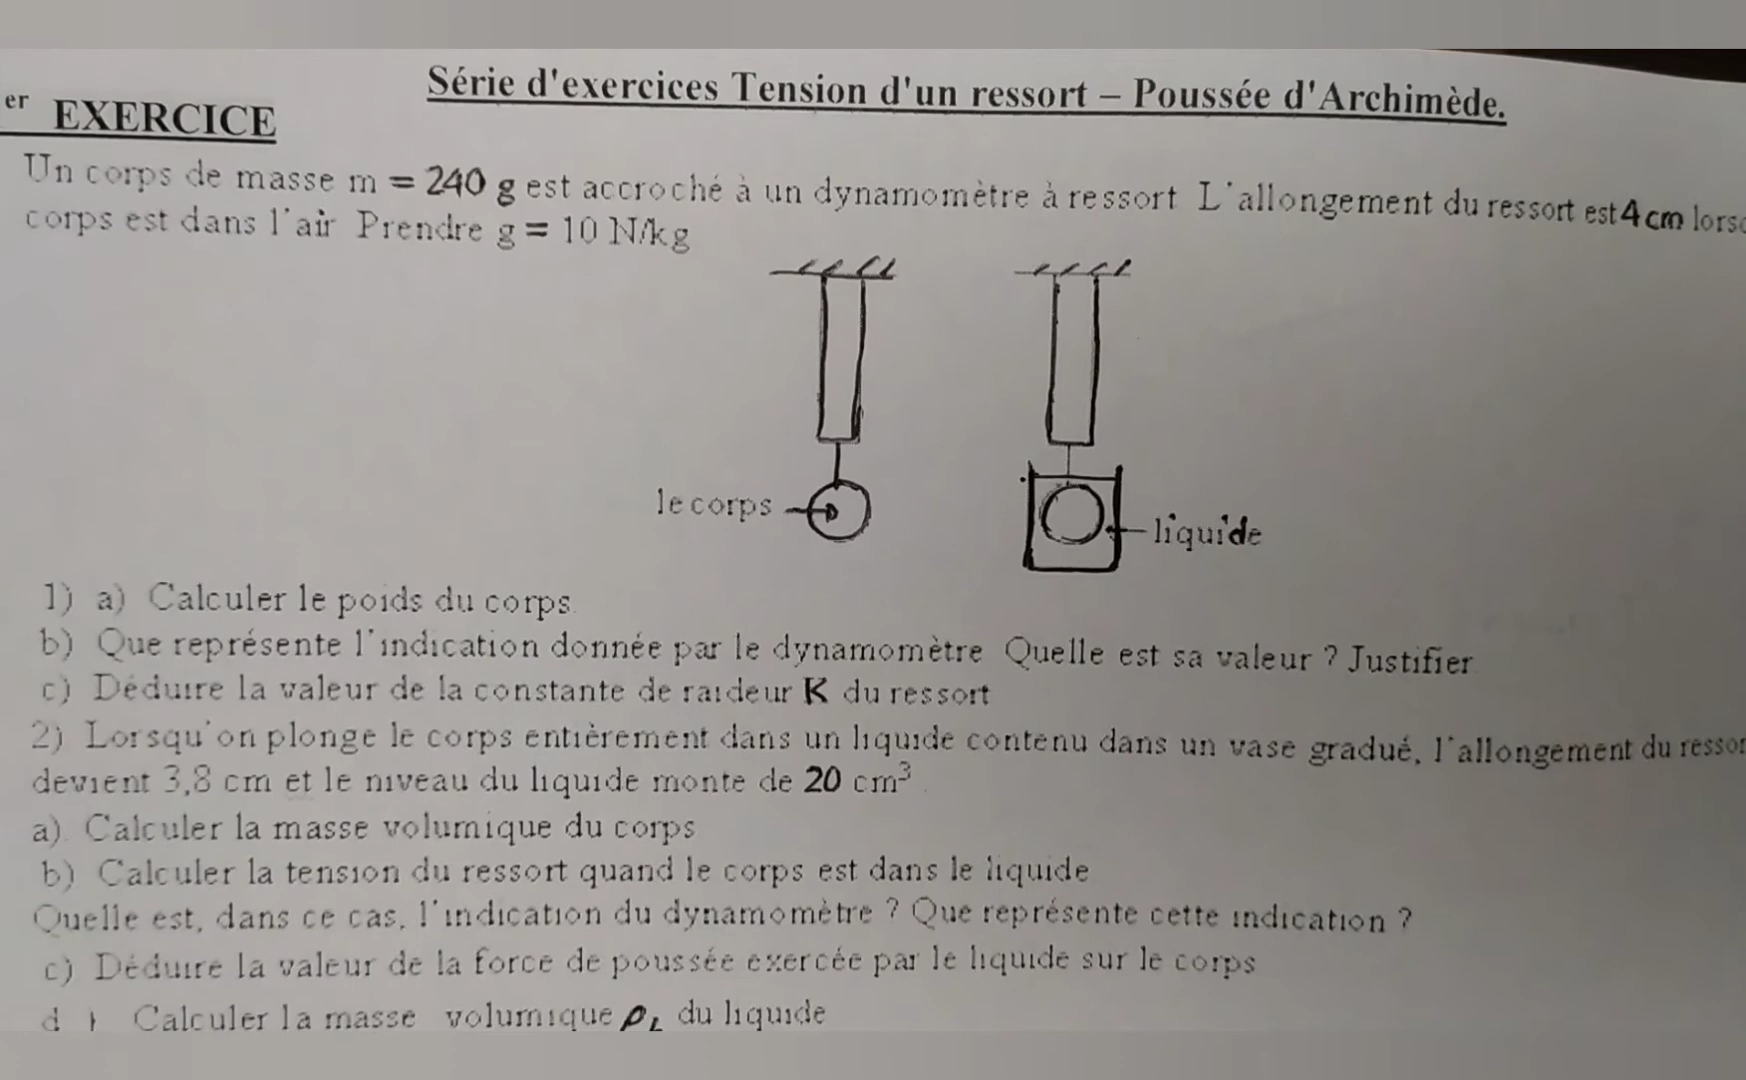 Série d'exercices Tension d'un ressort – Poussée d'Archimède.
er EXERCICE
Un corps de masse m = 240 g est accroché à un dynamomètre à ressort L'allongement du ressort est 4 cm
corps est dans l'air Prendre g = 10 N/kg
le corps
liquide
1) a) Calculer le poids du corps
b) Que représente l'indication donnée par le dynamomètre Quelle est sa valeur ? Justifier
c) Déduire la valeur de la constante de raideur K du ressort
2) Lorsqu'on plonge le corps entièrement dans un liquide contenu dans un vase gradué, l'allongement du
devient 3,8 cm et le niveau du liquide monte de 20 cm³
a) Calculer la masse volumique du corps
b) Calculer la tension du ressort quand le corps est dans le liquide
Quelle est, dans ce cas, l'indication du dynamomètre ? Que représente cette indication ?
c) Déduire la valeur de la force de poussée exercée par le liquide sur le corps
d ) Calculer la masse volumique ρL du liquide